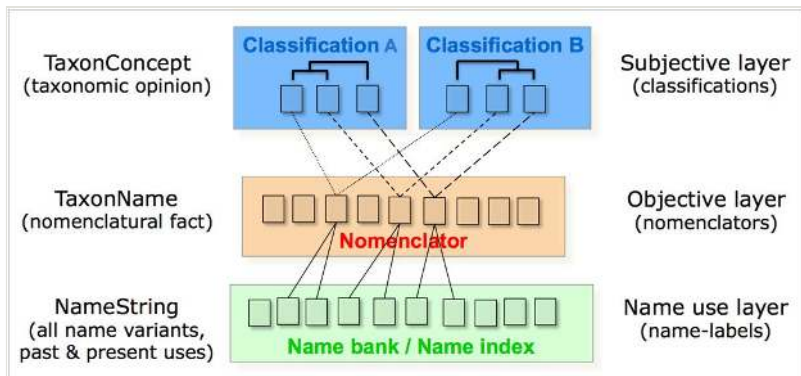 TaxonConcept
(taxonomic opinion)
Classification A
Classification B
Subjective layer
(classifications)
TaxonName
(nomenclatural fact)
Nomenclator
Objective layer
(nomenclators)
NameString
(all name variants,
past & present uses)
Name bank / Name index
Name use layer
(name-labels)